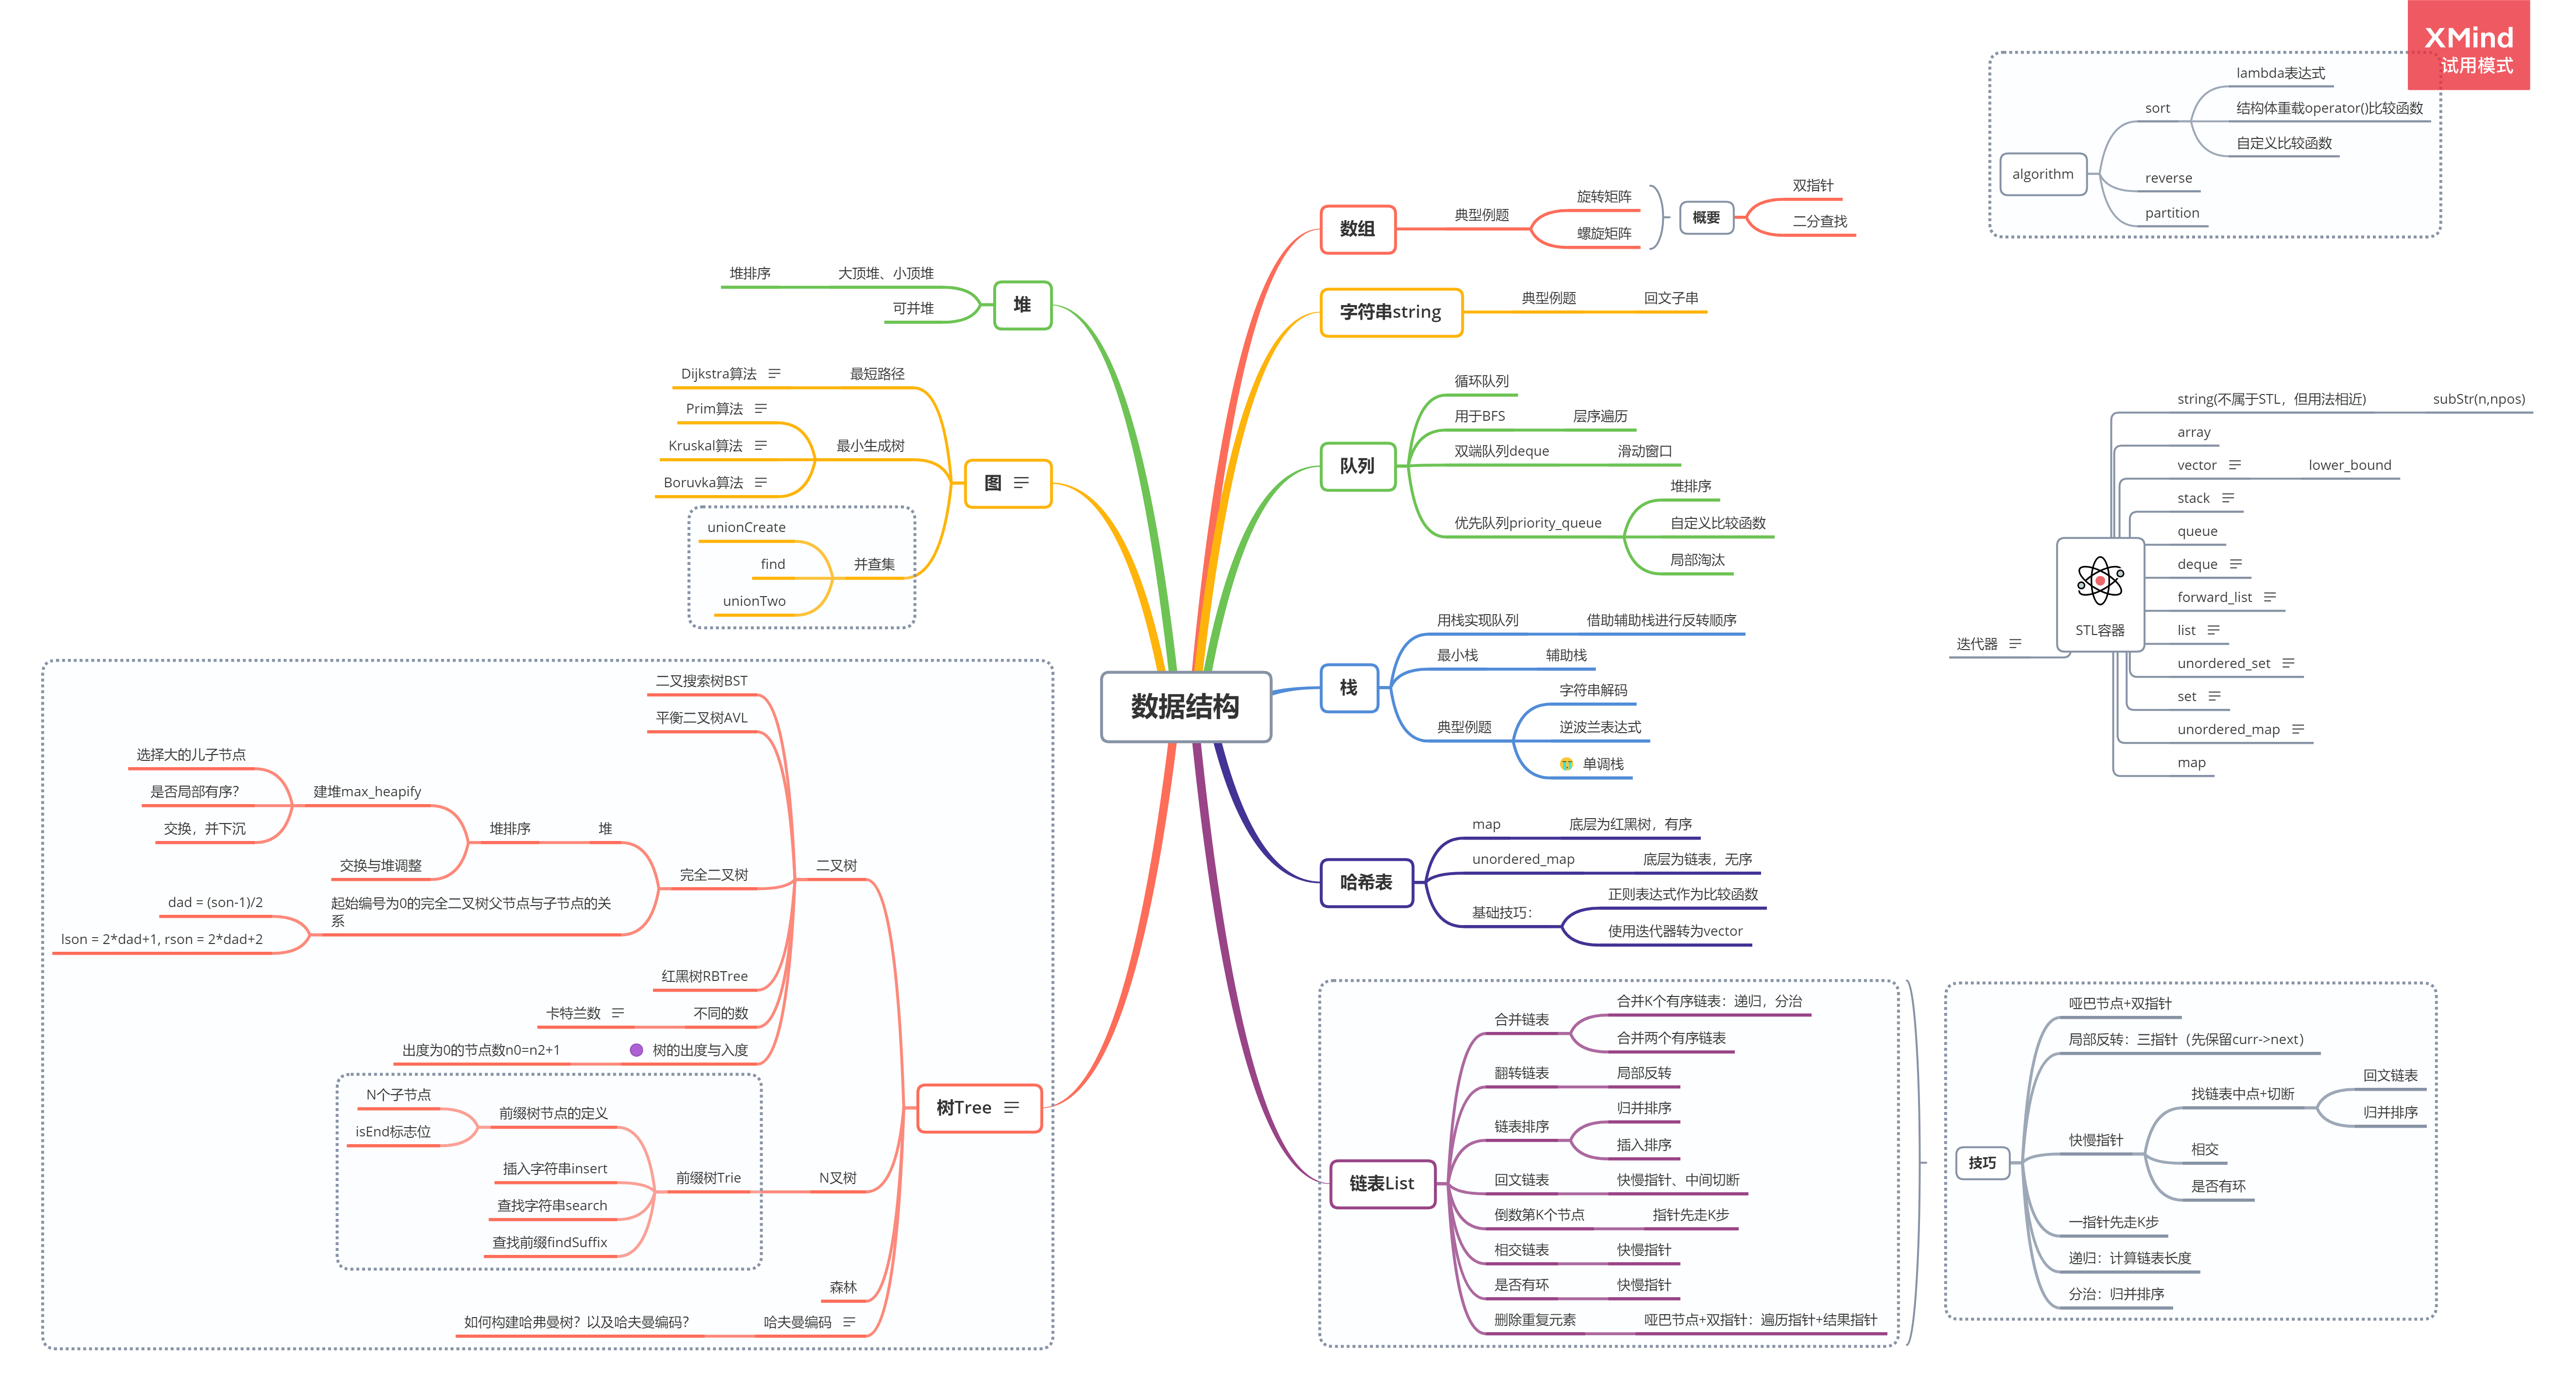 XMind
试用模式
algorithm
sort
lambda表达式
结构体重载operator()比较函数
自定义比较函数
reverse
partition
数据结构
数组
典型例题
旋转矩阵
螺旋矩阵
概要
双指针
二分查找
字符串string
典型例题
回文子串
队列
循环队列
用于BFS
层序遍历
双端队列deque
滑动窗口
优先队列priority_queue
堆排序
自定义比较函数
局部淘汰
栈
用栈实现队列
借助辅助栈进行反转顺序
最小栈
辅助栈
典型例题
字符串解码
逆波兰表达式
单调栈
哈希表
map
底层为红黑树，有序
unordered_map
底层为链表，无序
基础技巧：
正则表达式作为比较函数
使用迭代器转为vector
链表List
合并链表
合并K个有序链表：递归，分治
合并两个有序链表
翻转链表
局部反转
链表排序
归并排序
插入排序
回文链表
快慢指针、中间切断
倒数第K个节点
指针先走K步
相交链表
快慢指针
是否有环
快慢指针
删除重复元素
哑巴节点+双指针：遍历指针+结果指针
技巧
哑巴节点+双指针
局部反转：三指针（先保留curr->next）
快慢指针
找链表中点+切断
回文链表
归并排序
相交
是否有环
一指针先走K步
递归：计算链表长度
分治：归并排序
堆
大顶堆、小顶堆
堆排序
可并堆
图
最短路径
Dijkstra算法
最小生成树
Prim算法
Kruskal算法
Boruvka算法
并查集
unionCreate
find
unionTwo
树Tree
二叉树
二叉搜索树BST
平衡二叉树AVL
完全二叉树
堆
堆排序
建堆max_heapify
选择大的儿子节点
是否局部有序？
交换，并下沉
交换与堆调整
起始编号为0的完全二叉树父节点与子节点的关
系
dad = (son-1)/2
lson = 2*dad+1, rson = 2*dad+2
红黑树RBTree
不同的数
卡特兰数
树的出度与入度
出度为0的节点数n0=n2+1
N叉树
前缀树Trie
前缀树节点的定义
N个子节点
isEnd标志位
插入字符串insert
查找字符串search
查找前缀findSuffix
森林
哈夫曼编码
如何构建哈弗曼树？以及哈夫曼编码？
STL容器
string(不属于STL，但用法相近)
subStr(n,npos)
array
vector
lower_bound
stack
queue
deque
forward_list
list
unordered_set
set
unordered_map
map
迭代器